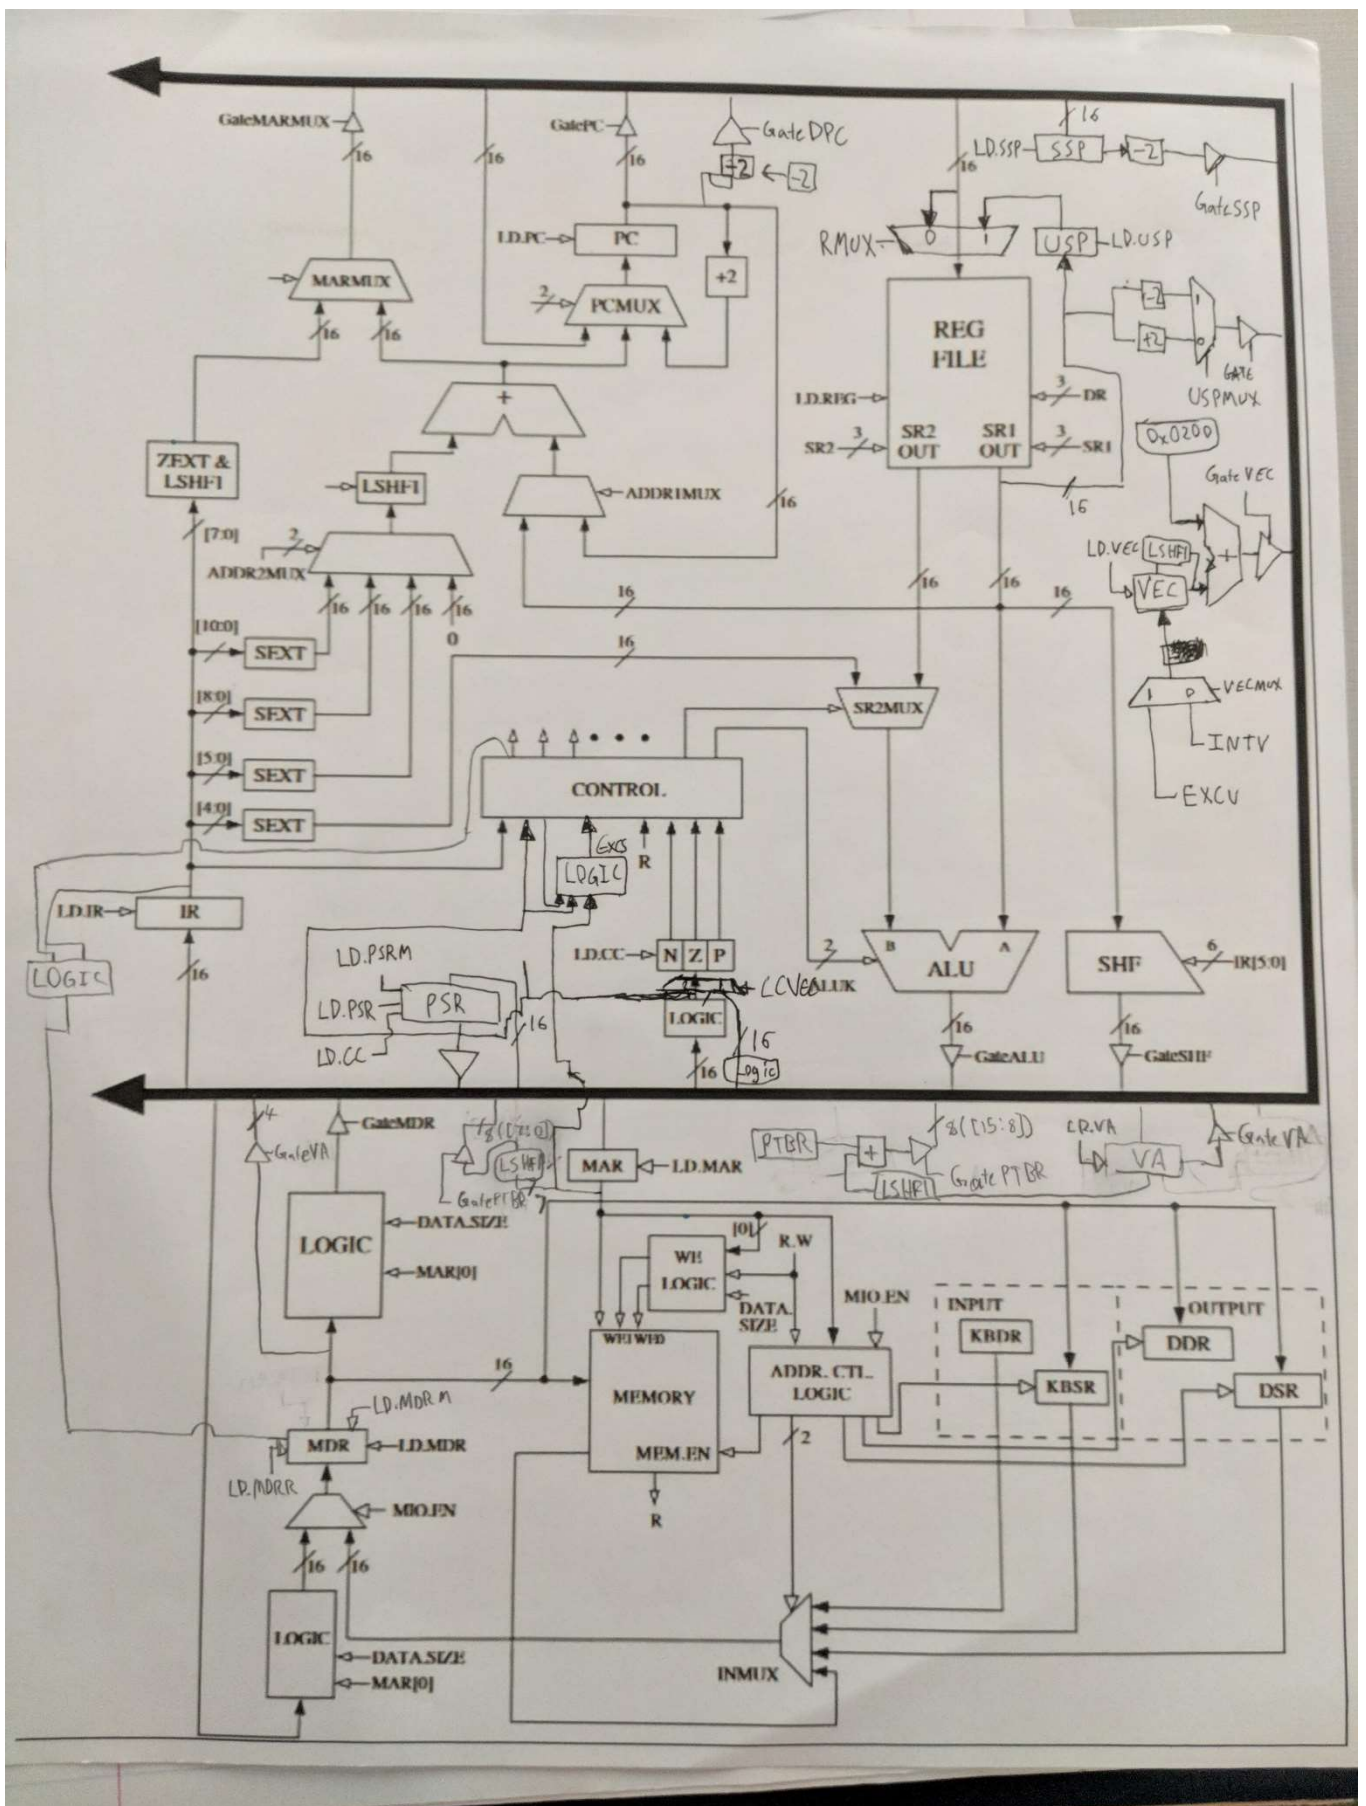 GateMARMUX
16
16
GatePC
16
GateDPC
-2
-2
16
LD.SSP
SSP
-2
GateSSP
16
RMUX
0
1
USP
LD.USP
LD.PC
PC
+2
MARMUX
2
PCMUX
16
16
-2
+2
1
0
GATE
USPMUX
REG
FILE
LD.REG
3
DR
SR2
3
SR2
OUT
SR1
OUT
3
SR1
16
+
ZEXT &
LSHF1
LSHF1
ADDR1MUX
16
0x0200
GateVEC
[7:0]
2
ADDR2MUX
16
16
16
16
0
LD.VEC
LSHF1
VEC
+
16
16
16
16
[10:0]
SEXT
16
[8:0]
SEXT
SR2MUX
1
0
VECMUX
INTV
EXCV
[5:0]
SEXT
CONTROL
[4:0]
SEXT
Excs
LOGIC
R
LD.IR
IR
LOGIC
16
LD.PSRM
LD.PSR
PSR
LD.CC
16
LD.CC
N
Z
P
LOGIC
16
16
Logic
2
ALUK
B
ALU
A
SHF
6
IR[5:0]
16
GateALU
16
GateSHF
4
GateVA
GateMDR
8([7:0])
LSHF1
GatePTBR
7
MAR
LD.MAR
PTBR
+
LSHF1
8([15:8])
GatePTBR
LD.VA
VA
GateVA
LOGIC
DATA.SIZE
MAR[0]
[0]
WE
LOGIC
R.W
DATA.
SIZE
MIO.EN
INPUT
KBDR
OUTPUT
DDR
16
WE1 WE0
MEMORY
MEM.EN
ADDR. CTL.
LOGIC
2
KBSR
DSR
LD.MDRM
MDR
LD.MDR
LD.MDRR
MIO.EN
R
16
16
LOGIC
DATA.SIZE
MAR[0]
INMUX